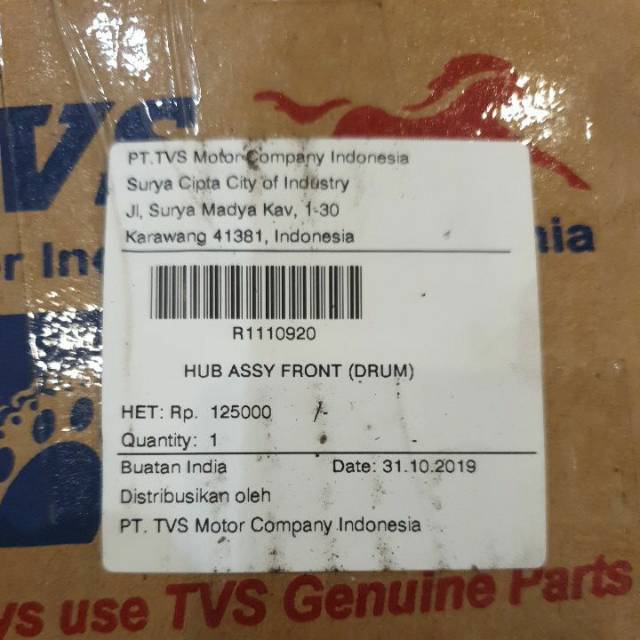 TVS
PT.TVS Motor Company Indonesia
Surya Cipta City of Industry
Jl, Surya Madya Kav, 1-30
Karawang 41381, Indonesia
R1110920
HUB ASSY FRONT (DRUM)
HET: Rp. 125000 /-
Quantity: 1
Buatan India Date: 31.10.2019
Distribusikan oleh
PT. TVS Motor Company Indonesia
use TVS Genuine Parts